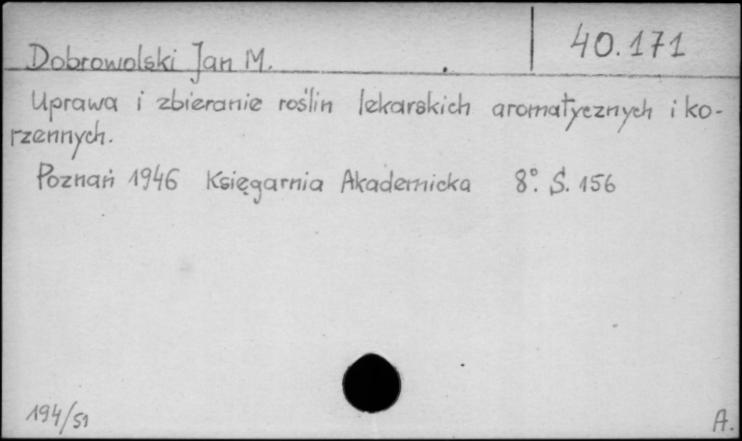 40.171
Dobrowolski Jan M.
Uprawa i zbieranie roślin lekarskich aromatycznych i ko-
rzennych.
Poznań 1946 Księgarnia Akademicka 8°. S. 156
194/51
A.